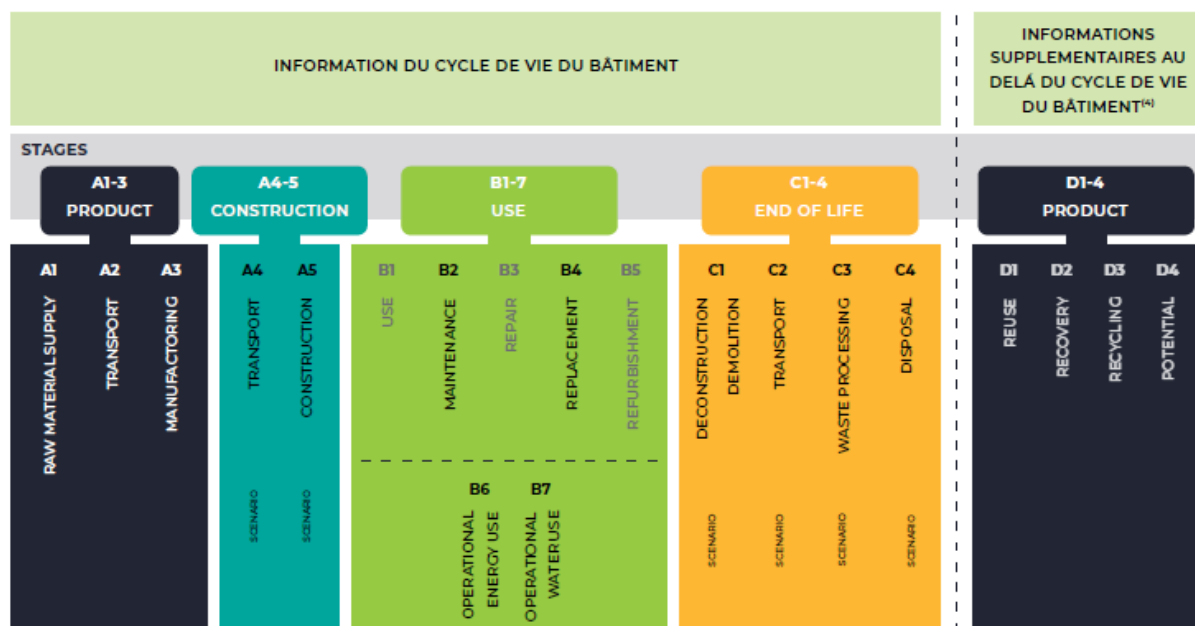 INFORMATION DU CYCLE DE VIE DU BÂTIMENT
INFORMATIONS
SUPPLEMENTAIRES AU
DELÁ DU CYCLE DE VIE
DU BÂTIMENT⁽⁴⁾
STAGES
A1-3
PRODUCT
A4-5
CONSTRUCTION
B1-7
USE
C1-4
END OF LIFE
D1-4
PRODUCT
A1
RAW MATERIAL SUPPLY
A2
TRANSPORT
A3
MANUFACTORING
A4
TRANSPORT
SCENARIO
A5
CONSTRUCTION
SCENARIO
B1
USE
B2
MAINTENANCE
B3
REPAIR
B4
REPLACEMENT
B5
REFURBISHMENT
B6
OPERATIONAL
ENERGY USE
B7
OPERATIONAL
WATER USE
C1
DECONSTRUCTION
DEMOLITION
SCENARIO
C2
TRANSPORT
SCENARIO
C3
WASTE PROCESSING
SCENARIO
C4
DISPOSAL
SCENARIO
D1
REUSE
D2
RECOVERY
D3
RECYCLING
D4
POTENTIAL